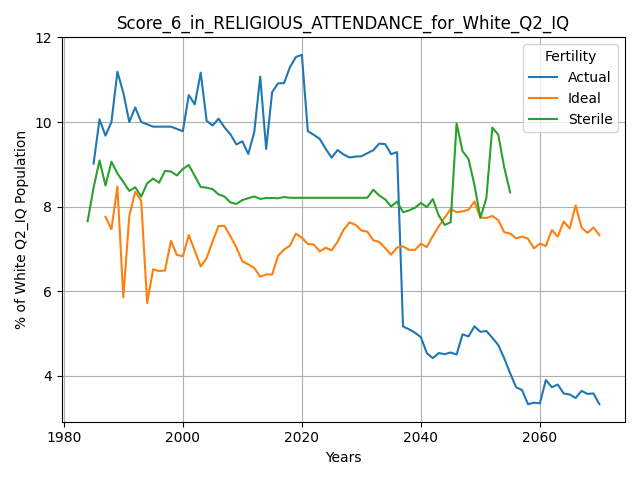 Score_6_in_RELIGIOUS_ATTENDANCE_for_White_Q2_IQ
% of White Q2_IQ Population
12
10
8
6
4
Fertility
Actual
Ideal
Sterile
1980
2000
2020
2040
2060
Years